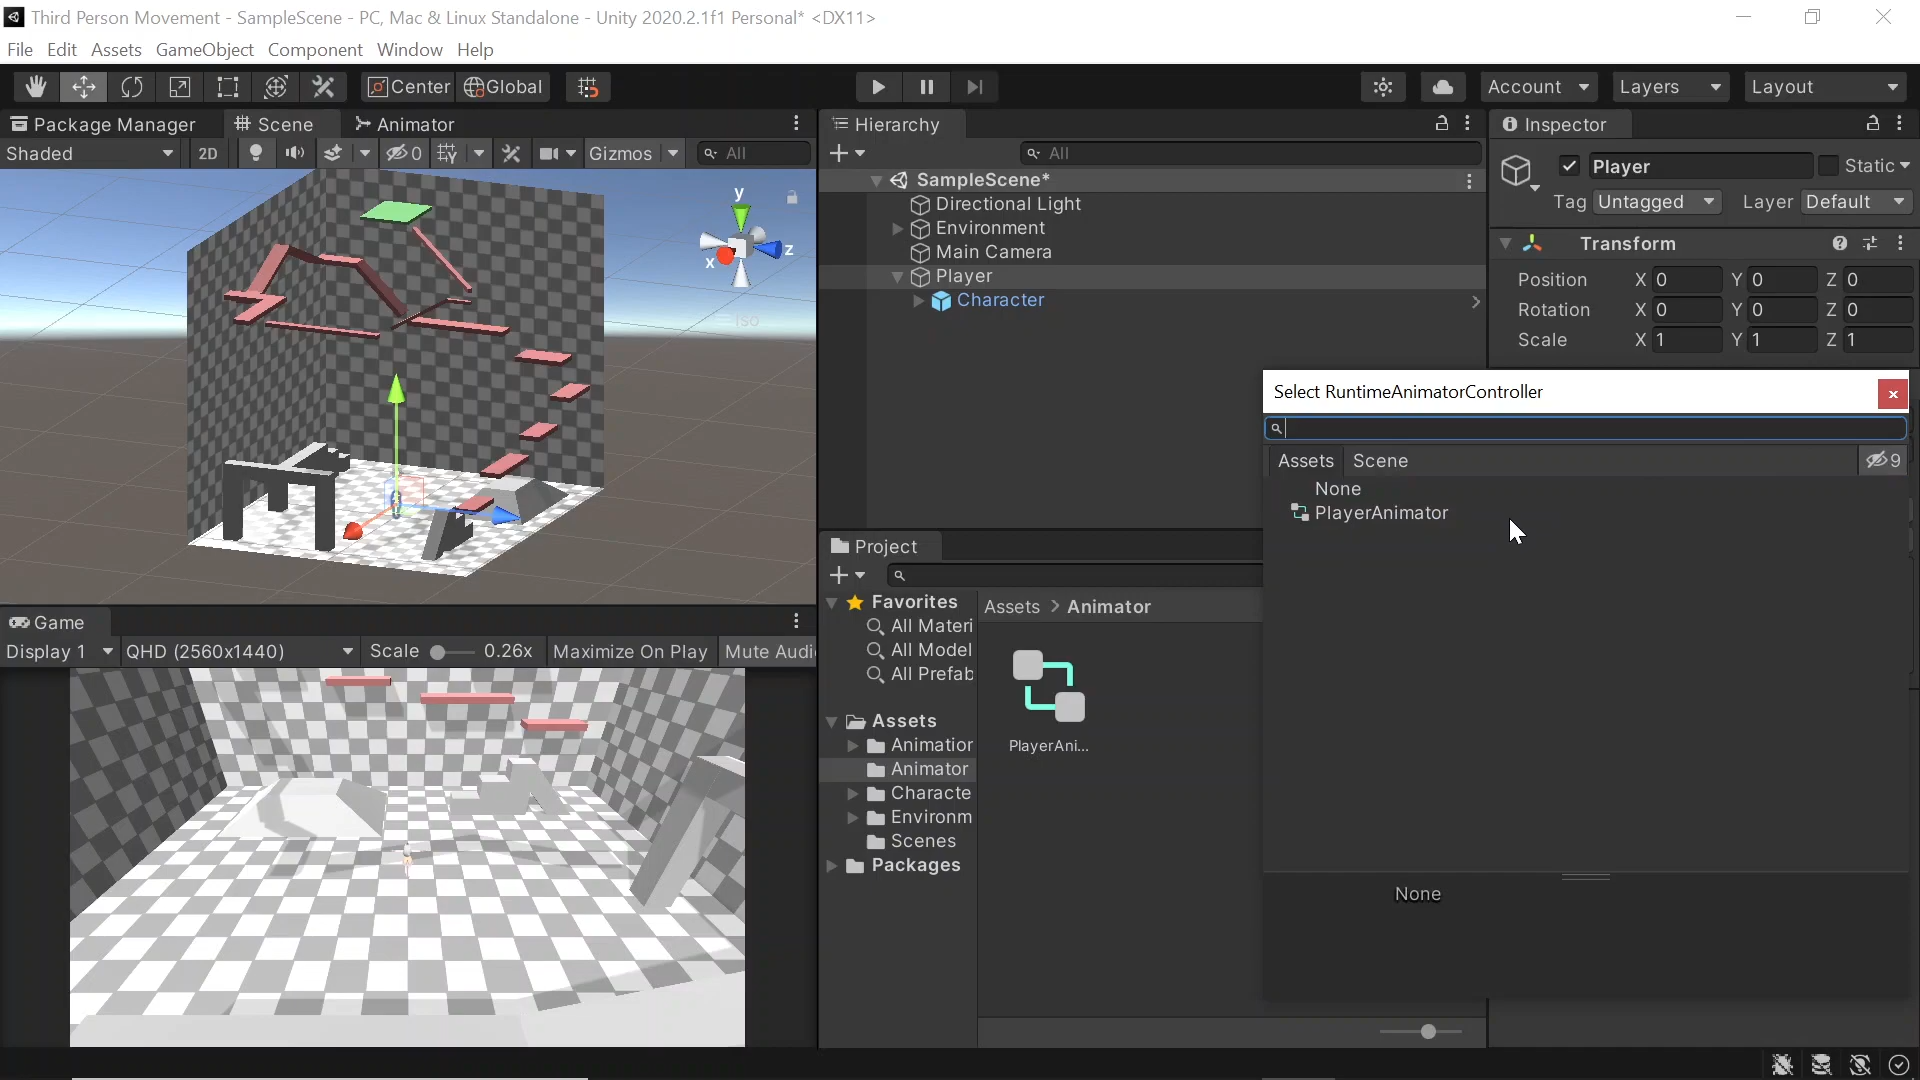 Third Person Movement - SampleScene - PC, Mac & Linux Standalone - Unity 2020.2.1f1 Personal* <DX11>
File Edit Assets GameObject Component Window Help
Center Global Account Layers Layout
Package Manager Scene Animator
Shaded 2D 0 Gizmos All
y
z
x
Iso
Game
Display 1 QHD (2560x1440) Scale 0.26x Maximize On Play Mute Audi
Hierarchy
All
SampleScene*
Directional Light
Environment
Main Camera
Player
Character
Project
Favorites
All Materi
All Model
All Prefab
Assets
Animation
Animator
Characte
Environm
Scenes
Packages
Assets > Animator
PlayerAni...
Inspector
Player Static
Tag Untagged Layer Default
Transform
Position X 0 Y 0 Z 0
Rotation X 0 Y 0 Z 0
Scale X 1 Y 1 Z 1
Select RuntimeAnimatorController
Assets Scene 9
None
PlayerAnimator
None